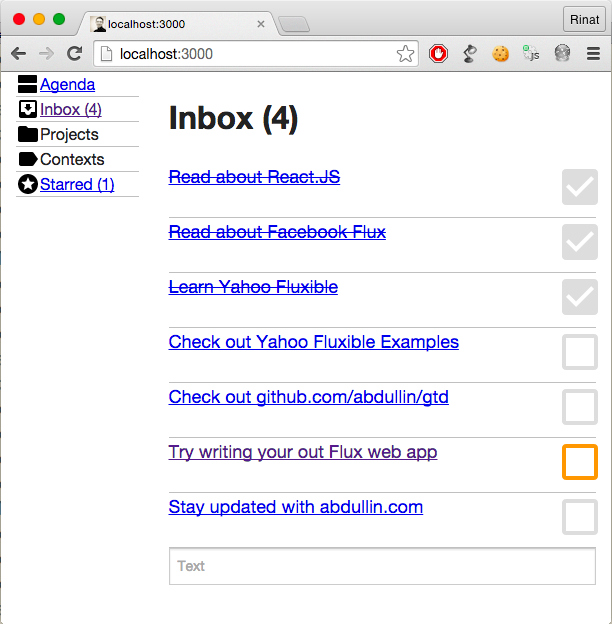 localhost:3000
Rinat
localhost:3000
js
Agenda
Inbox (4)
Projects
Contexts
Starred (1)
Inbox (4)
Read about React.JS
Read about Facebook Flux
Learn Yahoo Fluxible
Check out Yahoo Fluxible Examples
Check out github.com/abdullin/gtd
Try writing your out Flux web app
Stay updated with abdullin.com
Text